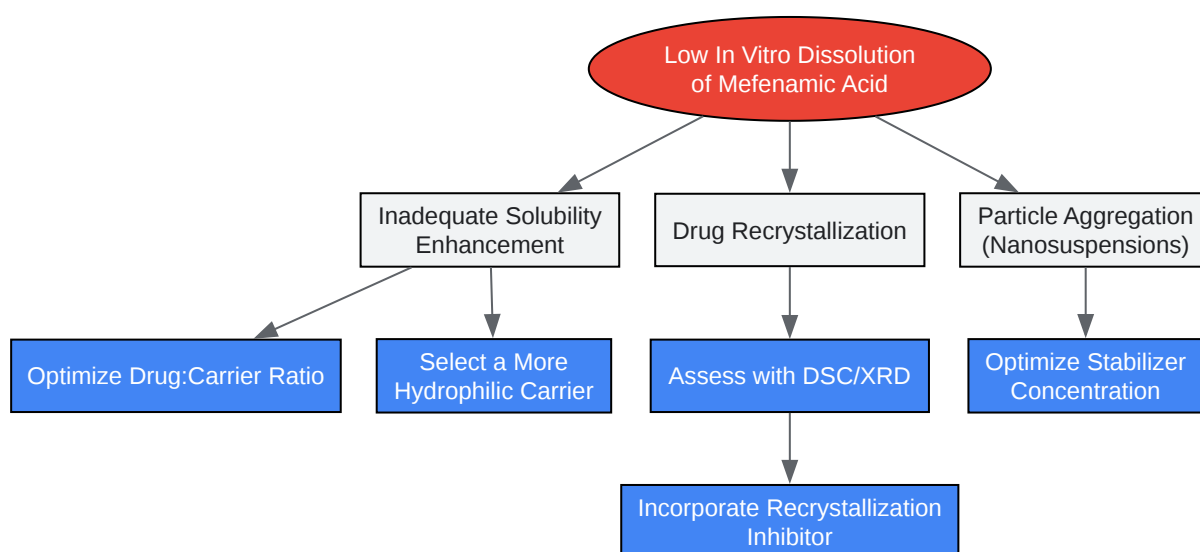 Low In Vitro Dissolution
of Mefenamic Acid
Inadequate Solubility
Enhancement
Drug Recrystallization
Particle Aggregation
(Nanosuspensions)
Optimize Drug:Carrier Ratio
Select a More
Hydrophilic Carrier
Assess with DSC/XRD
Optimize Stabilizer
Concentration
Incorporate Recrystallization
Inhibitor